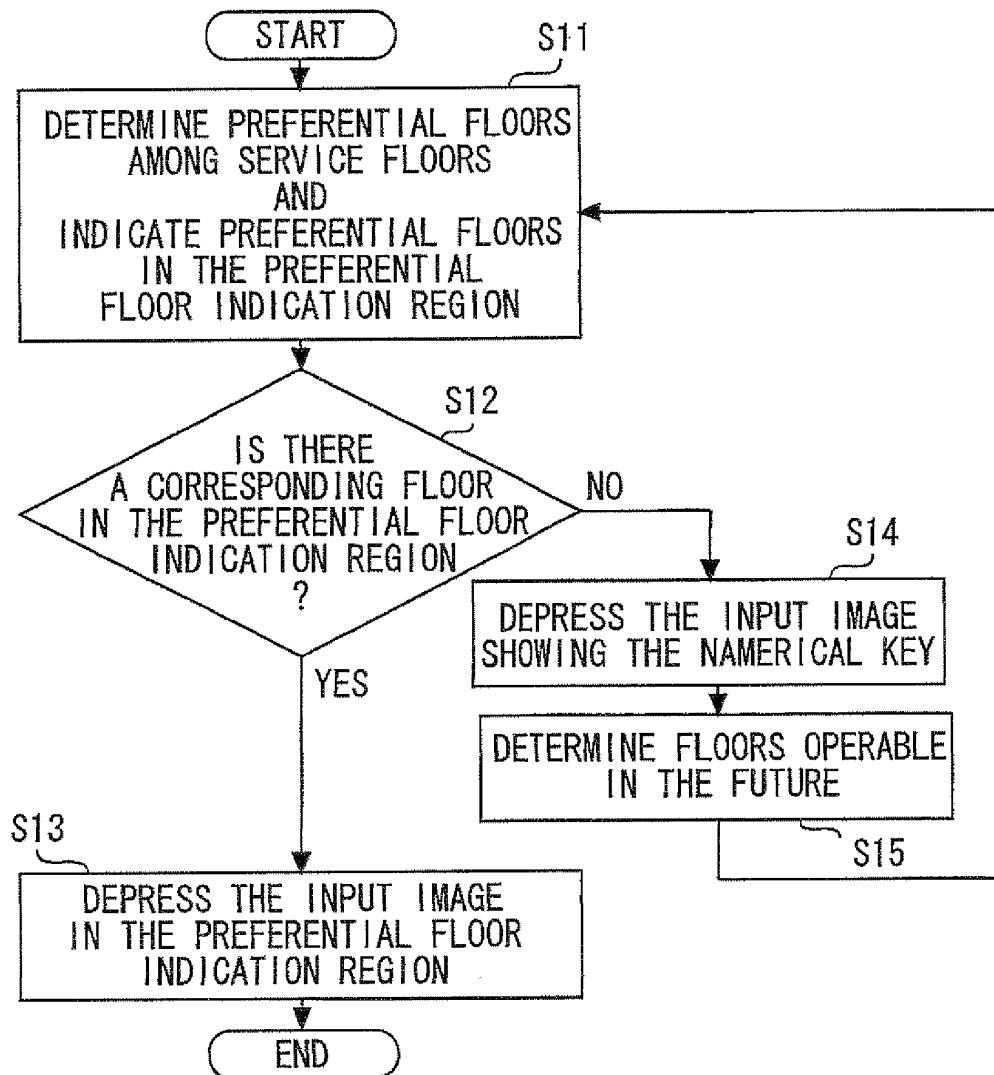 START
S11
DETERMINE PREFERENTIAL FLOORS
AMONG SERVICE FLOORS
AND
INDICATE PREFERENTIAL FLOORS
IN THE PREFERENTIAL
FLOOR INDICATION REGION
S12
IS THERE
A CORRESPONDING FLOOR
IN THE PREFERENTIAL FLOOR
INDICATION REGION
?
NO
YES
S14
DEPRESS THE INPUT IMAGE
SHOWING THE NAMERICAL KEY
DETERMINE FLOORS OPERABLE
IN THE FUTURE
S15
S13
DEPRESS THE INPUT IMAGE
IN THE PREFERENTIAL FLOOR
INDICATION REGION
END